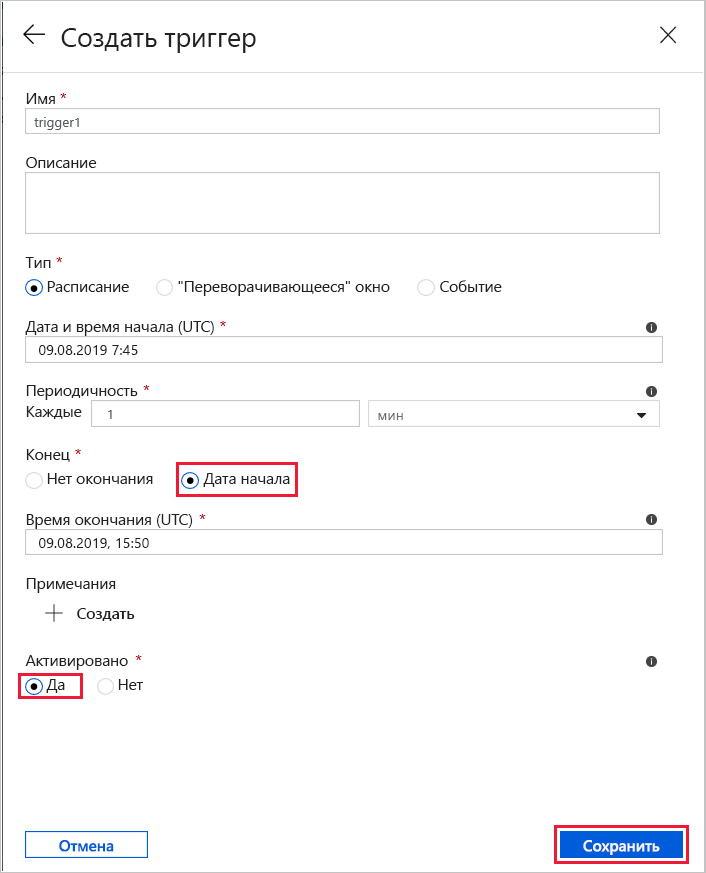 Создать триггер
Имя *
trigger1
Описание
Тип *
Расписание "Переворачивающееся" окно Событие
Дата и время начала (UTC) *
09.08.2019 7:45
Периодичность *
Каждые 1 мин
Конец *
Нет окончания Дата начала
Время окончания (UTC) *
09.08.2019, 15:50
Примечания
+ Создать
Активировано *
Да Нет
Отмена Сохранить